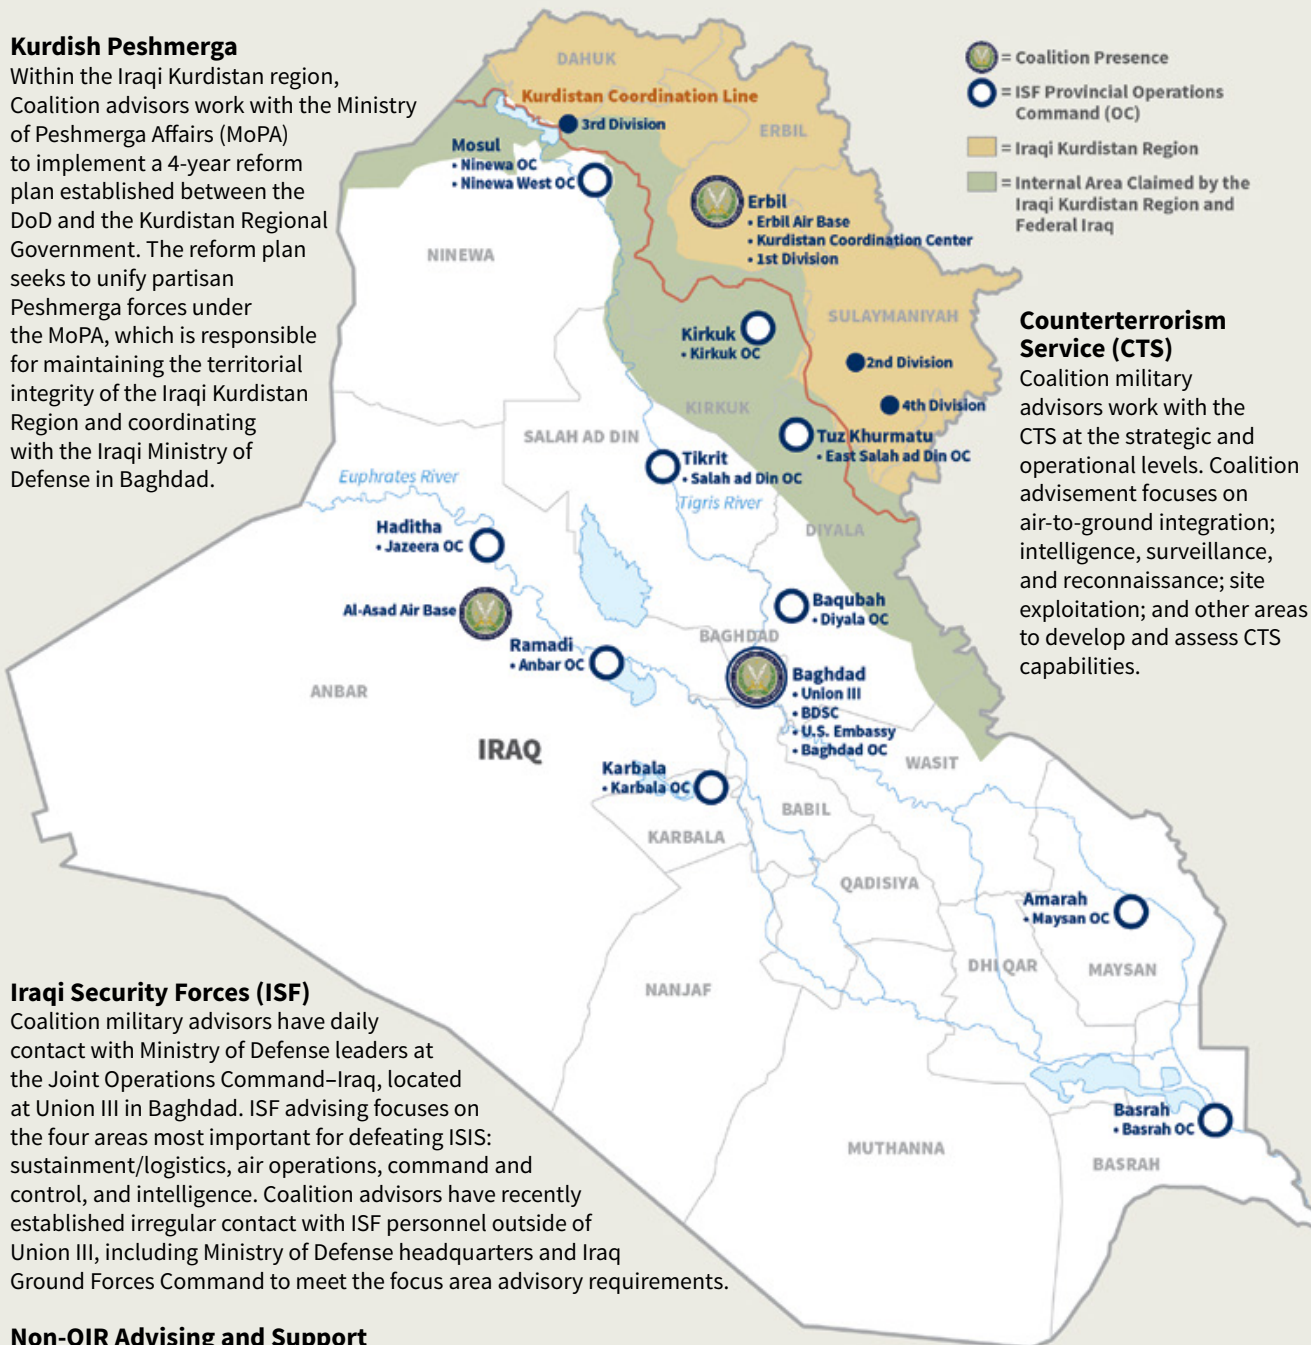 Kurdish Peshmerga
Within the Iraqi Kurdistan region,
Coalition advisors work with the Ministry
of Peshmerga Affairs (MoPA)
to implement a 4-year reform
plan established between the
DoD and the Kurdistan Regional
Government. The reform plan
seeks to unify partisan
Peshmerga forces under
the MoPA, which is responsible
for maintaining the territorial
integrity of the Iraqi Kurdistan
Region and coordinating
with the Iraqi Ministry of
Defense in Baghdad.
= Coalition Presence
= ISF Provincial Operations
Command (OC)
= Iraqi Kurdistan Region
= Internal Area Claimed by the
Iraqi Kurdistan Region and
Federal Iraq
DAHUK
Kurdistan Coordination Line
3rd Division
ERBIL
Mosul
• Ninewa OC
• Ninewa West OC
Erbil
• Erbil Air Base
• Kurdistan Coordination Center
• 1st Division
NINEWA
SULAYMANIYAH
Kirkuk
• Kirkuk OC
2nd Division
4th Division
KIRKUK
Counterterrorism
Service (CTS)
Coalition military
advisors work with the
CTS at the strategic and
operational levels. Coalition
advisement focuses on
air-to-ground integration;
intelligence, surveillance,
and reconnaissance; site
exploitation; and other areas
to develop and assess CTS
capabilities.
SALAH AD DIN
Tuz Khurmatu
• East Salah ad Din OC
Tikrit
• Salah ad Din OC
Euphrates River
Tigris River
Haditha
• Jazeera OC
DIYALA
Al-Asad Air Base
Baqubah
• Diyala OC
BAGHDAD
Ramadi
• Anbar OC
Baghdad
• Union III
• BDSC
• U.S. Embassy
• Baghdad OC
ANBAR
IRAQ
WASIT
Karbala
• Karbala OC
BABIL
KARBALA
QADISIYA
Amarah
• Maysan OC
DHI QAR
MAYSAN
NANJAF
Basrah
• Basrah OC
MUTHANNA
BASRAH
Iraqi Security Forces (ISF)
Coalition military advisors have daily
contact with Ministry of Defense leaders at
the Joint Operations Command–Iraq, located
at Union III in Baghdad. ISF advising focuses on
the four areas most important for defeating ISIS:
sustainment/logistics, air operations, command and
control, and intelligence. Coalition advisors have recently
established irregular contact with ISF personnel outside of
Union III, including Ministry of Defense headquarters and Iraq
Ground Forces Command to meet the focus area advisory requirements.
Non-OIR Advising and Support